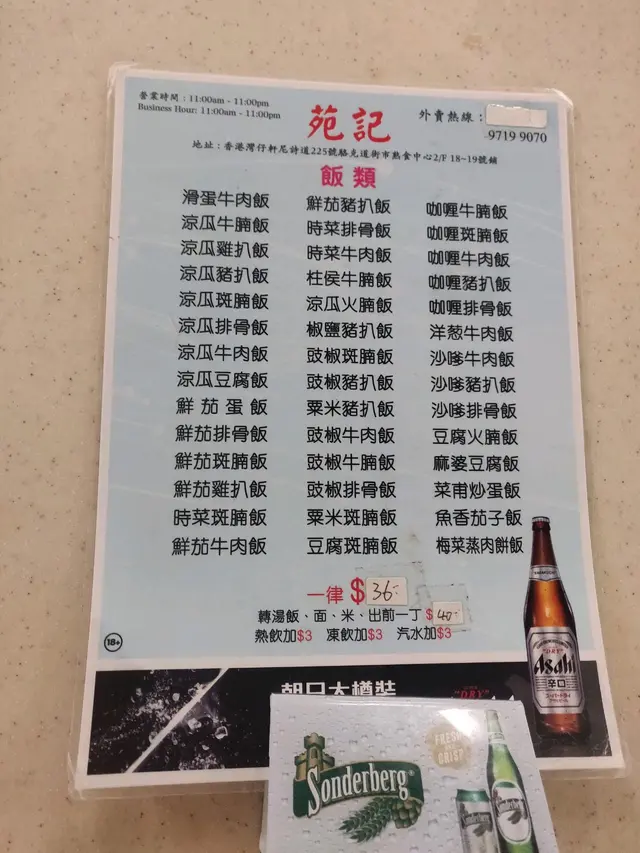 營業時間：11:00am - 11:00pm
Business Hour: 11:00am - 11:00pm
苑記
外賣熱線：
9719 9070
地址：香港灣仔軒尼詩道225號駱克道街市熟食中心2/F 18~19號鋪
飯類
滑蛋牛肉飯
涼瓜牛腩飯
涼瓜雞扒飯
涼瓜豬扒飯
涼瓜斑腩飯
涼瓜排骨飯
涼瓜牛肉飯
涼瓜豆腐飯
鮮茄蛋飯
鮮茄排骨飯
鮮茄斑腩飯
鮮茄雞扒飯
時菜斑腩飯
鮮茄牛肉飯
鮮茄豬扒飯
時菜排骨飯
時菜牛肉飯
柱侯牛腩飯
涼瓜火腩飯
椒鹽豬扒飯
豉椒斑腩飯
豉椒豬扒飯
粟米豬扒飯
豉椒牛肉飯
豉椒牛腩飯
豉椒排骨飯
粟米斑腩飯
豆腐斑腩飯
咖喱牛腩飯
咖喱斑腩飯
咖喱牛肉飯
咖喱豬扒飯
咖喱排骨飯
洋葱牛肉飯
沙嗲牛肉飯
沙嗲豬扒飯
沙嗲排骨飯
豆腐火腩飯
麻婆豆腐飯
菜甫炒蛋飯
魚香茄子飯
梅菜蒸肉餅飯
一律 $36-
轉湯飯、面、米、出前一丁 $40-
熱飲加$3 凍飲加$3 汽水加$3
18+
朝日大樽裝
"DRY"
"DRY"
Asahi
辛口
FRESH
CRISP
Sonderberg